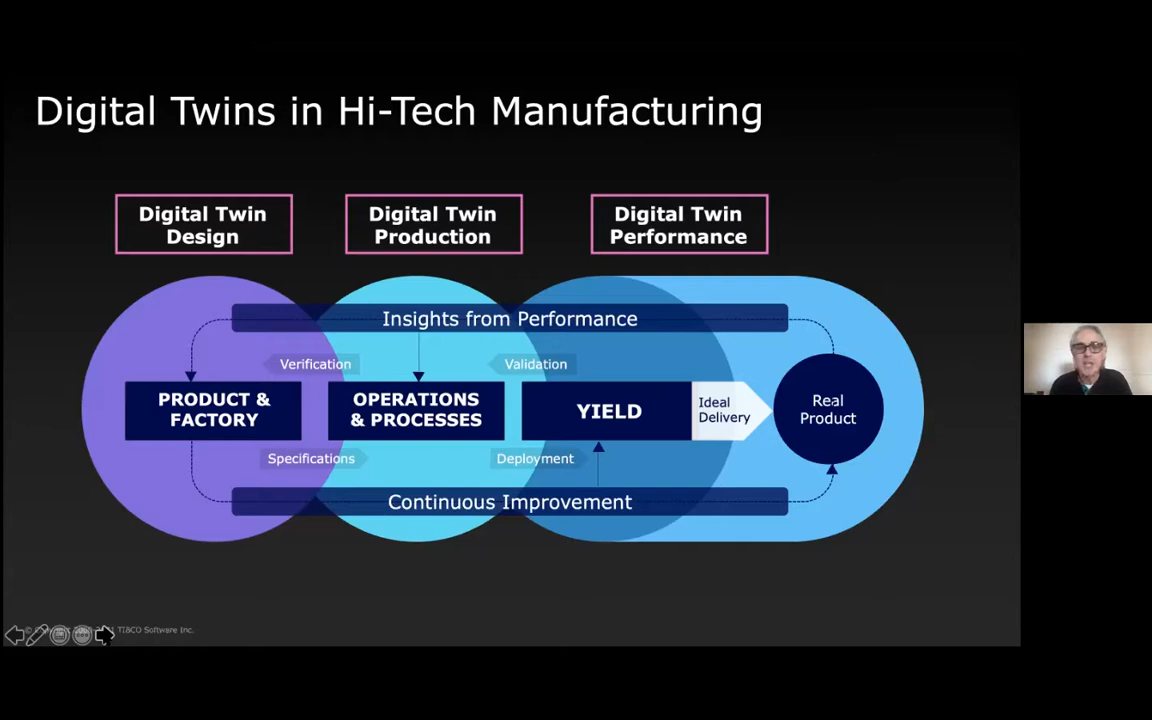 Digital Twins in Hi-Tech Manufacturing
Digital Twin
Design
Digital Twin
Production
Digital Twin
Performance
Insights from Performance
Verification
Validation
PRODUCT &
FACTORY
OPERATIONS
& PROCESSES
YIELD
Ideal
Delivery
Real
Product
Specifications
Deployment
Continuous Improvement
TIBCO Software Inc.